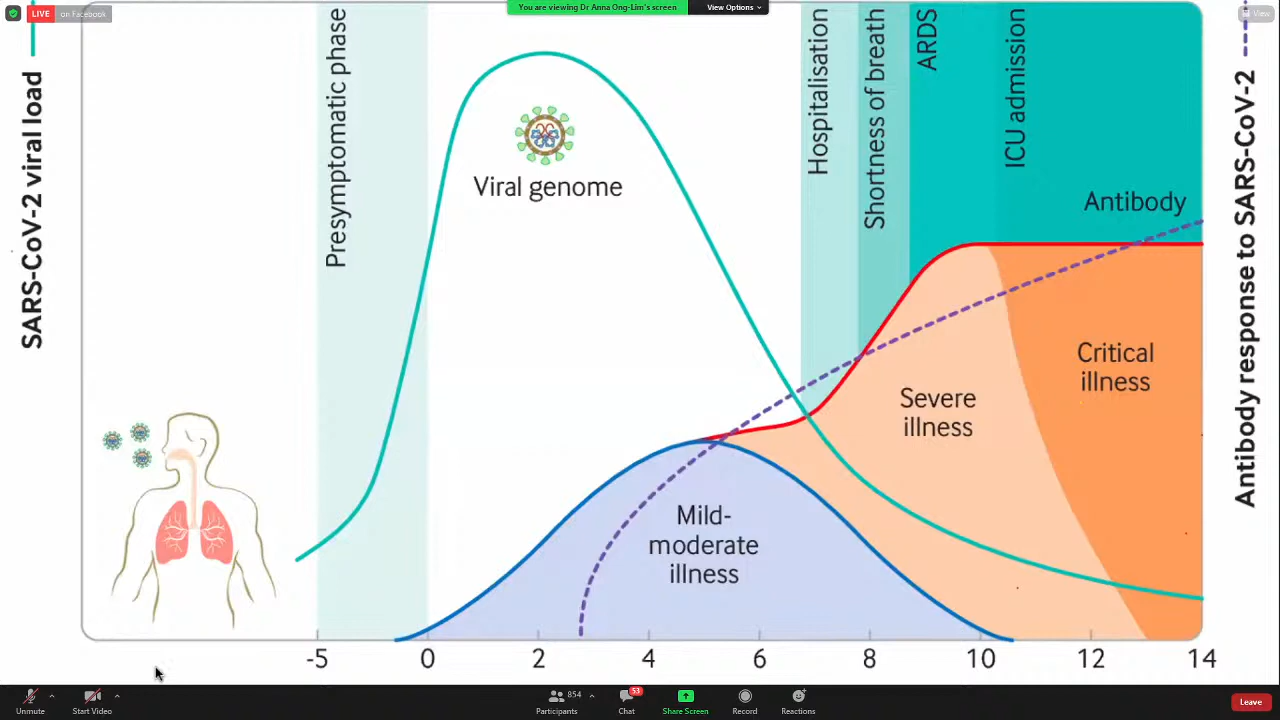 LIVE on Facebook
You are viewing Dr Anna Ong-Lim's screen
View Options
View
SARS-CoV-2 viral load
Presymptomatic phase
Viral genome
Hospitalisation
Shortness of breath
ARDS
ICU admission
Antibody
Antibody response to SARS-CoV-2
Severe
illness
Critical
illness
Mild-
moderate
illness
-5 0 2 4 6 8 10 12 14
Unmute
Start Video
854
Participants
53
Chat
Share Screen
Record
Reactions
Leave